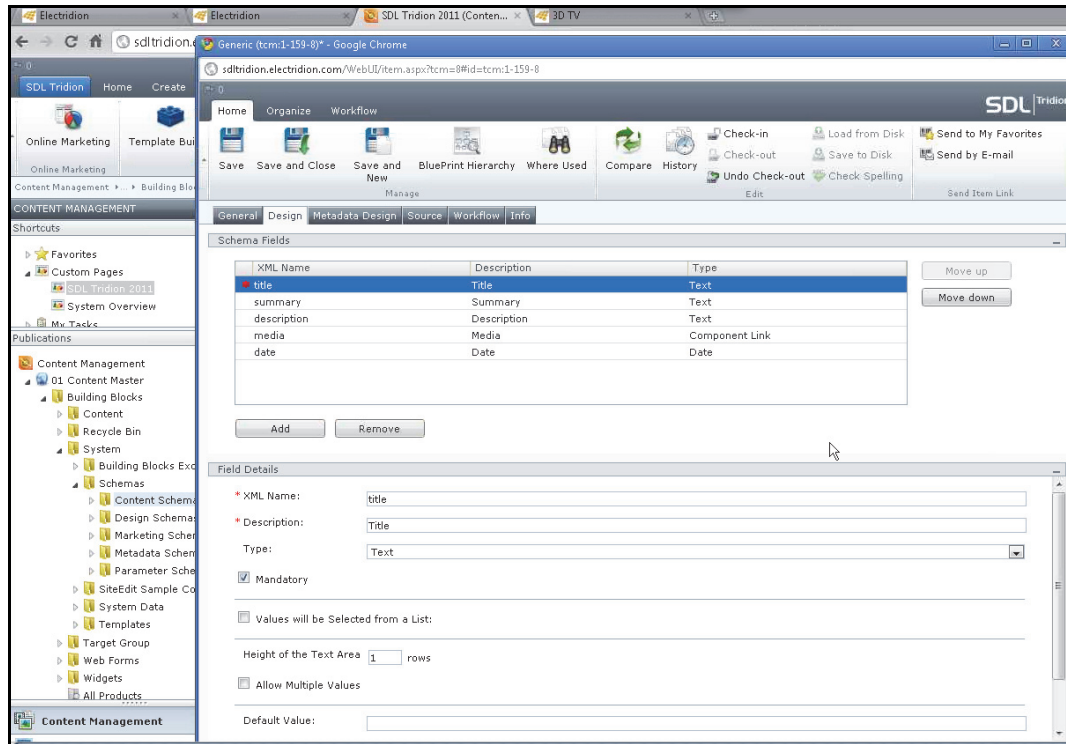 Electridion
Electridion
SDL Tridion 2011 (Conten...
3D TV
sdltridion.e
Generic (tcm:1-159-8)* - Google Chrome
sdltridion.electridion.com/WebUI/item.aspx?tcm=8#id=tcm:1-159-8
SDL Tridion Home Create
Online Marketing
Template Bui
Online Marketing
Content Management ▸... ▸ Building Blo
CONTENT MANAGEMENT
Shortcuts
Favorites
Custom Pages
SDL Tridion 2011
System Overview
My Tasks
Publications
Content Management
01 Content Master
Building Blocks
Content
Recycle Bin
System
Building Blocks Exc
Schemas
Content Schema
Design Schemas
Marketing Schem
Metadata Schem
Parameter Sche
SiteEdit Sample Co
System Data
Templates
Target Group
Web Forms
Widgets
All Products
Content Management
Home Organize Workflow
SDL Tridion
Save
Save and Close
Save and New
BluePrint Hierarchy
Where Used
Manage
Compare
History
Check-in
Check-out
Undo Check-out
Load from Disk
Save to Disk
Check Spelling
Edit
Send to My Favorites
Send by E-mail
Send Item Link
General Design Metadata Design Source Workflow Info
Schema Fields
XML Name Description Type
title Title Text
summary Summary Text
description Description Text
media Media Component Link
date Date Date
Move up
Move down
Add Remove
Field Details
* XML Name: title
* Description: Title
Type: Text
Mandatory
Values will be Selected from a List:
Height of the Text Area 1 rows
Allow Multiple Values
Default Value: